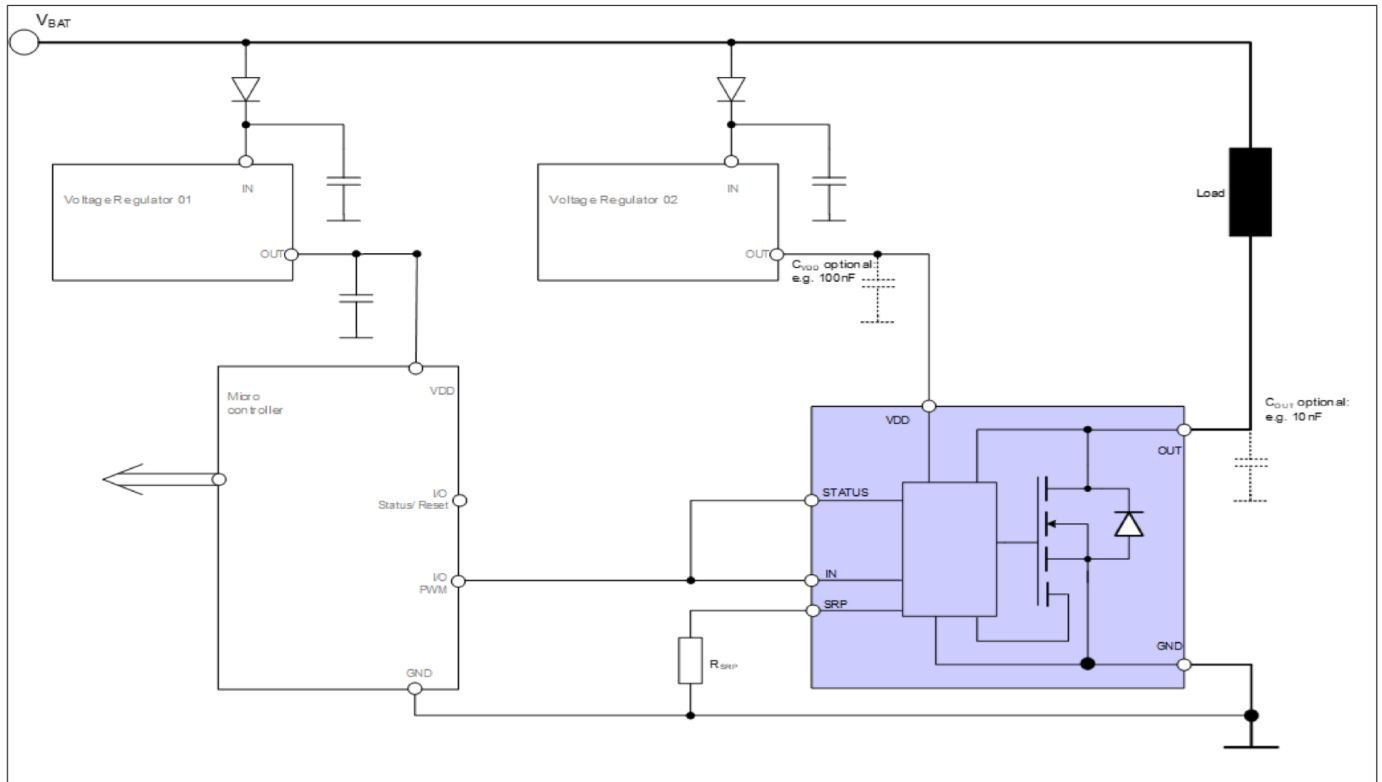 VBAT
IN
Voltage Regulator 01
OUT
IN
Voltage Regulator 02
OUT
CVDD optional:
e.g. 100nF
Load
VDD
Micro
controller
I/O
Status/ Reset
I/O
PWM
GND
VDD
STATUS
IN
SRP
RSRP
OUT
GND
COUT optional:
e.g. 10nF